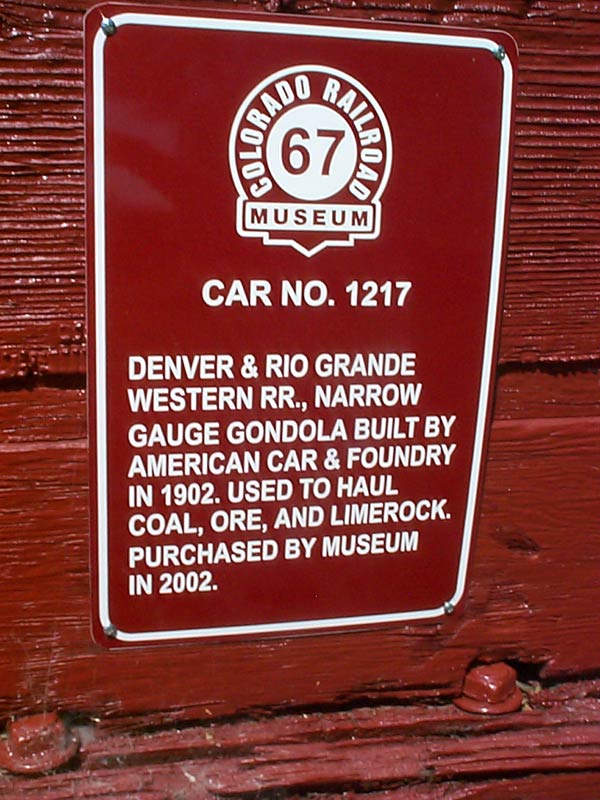 COLORADO RAILROAD
67
MUSEUM
CAR NO. 1217
DENVER & RIO GRANDE
WESTERN RR., NARROW
GAUGE GONDOLA BUILT BY
AMERICAN CAR & FOUNDRY
IN 1902. USED TO HAUL
COAL, ORE, AND LIMEROCK.
PURCHASED BY MUSEUM
IN 2002.